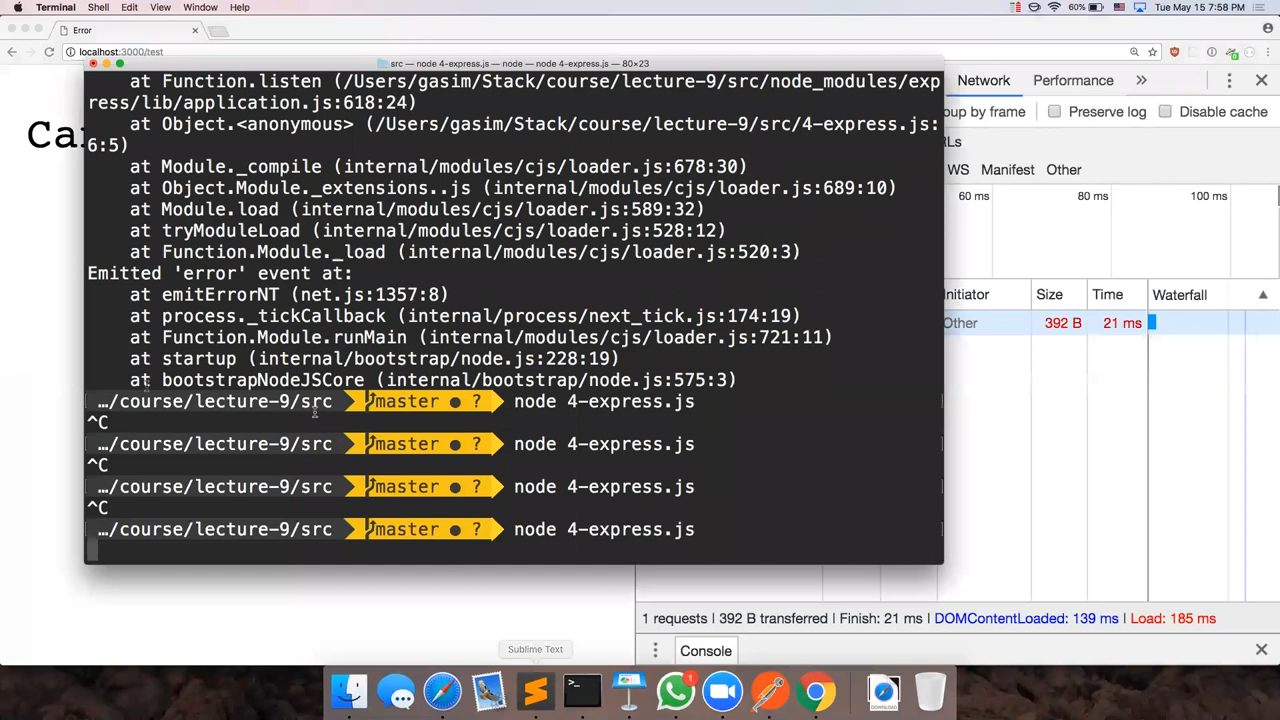 Terminal Shell Edit View Window Help 60% Tue May 15 7:58 PM
Error
localhost:3000/test
src — node 4-express.js — node — node 4-express.js — 80×23
at Function.listen (/Users/gasim/Stack/course/lecture-9/src/node_modules/exp
ress/lib/application.js:618:24)
at Object.<anonymous> (/Users/gasim/Stack/course/lecture-9/src/4-express.js:
6:5)
at Module._compile (internal/modules/cjs/loader.js:678:30)
at Object.Module._extensions..js (internal/modules/cjs/loader.js:689:10)
at Module.load (internal/modules/cjs/loader.js:589:32)
at tryModuleLoad (internal/modules/cjs/loader.js:528:12)
at Function.Module._load (internal/modules/cjs/loader.js:520:3)
Emitted 'error' event at:
at emitErrorNT (net.js:1357:8)
at process._tickCallback (internal/process/next_tick.js:174:19)
at Function.Module.runMain (internal/modules/cjs/loader.js:721:11)
at startup (internal/bootstrap/node.js:228:19)
at bootstrapNodeJSCore (internal/bootstrap/node.js:575:3)
…/course/lecture-9/src master ● ? node 4-express.js
^C
…/course/lecture-9/src master ● ? node 4-express.js
^C
…/course/lecture-9/src master ● ? node 4-express.js
^C
…/course/lecture-9/src master ● ? node 4-express.js
Network Performance »
oup by frame Preserve log Disable cache
RLs
WS Manifest Other
60 ms 80 ms 100 ms
Initiator Size Time Waterfall
Other 392 B 21 ms
1 requests | 392 B transferred | Finish: 21 ms | DOMContentLoaded: 139 ms | Load: 185 ms
Console
Sublime Text
1
DOWNLOAD